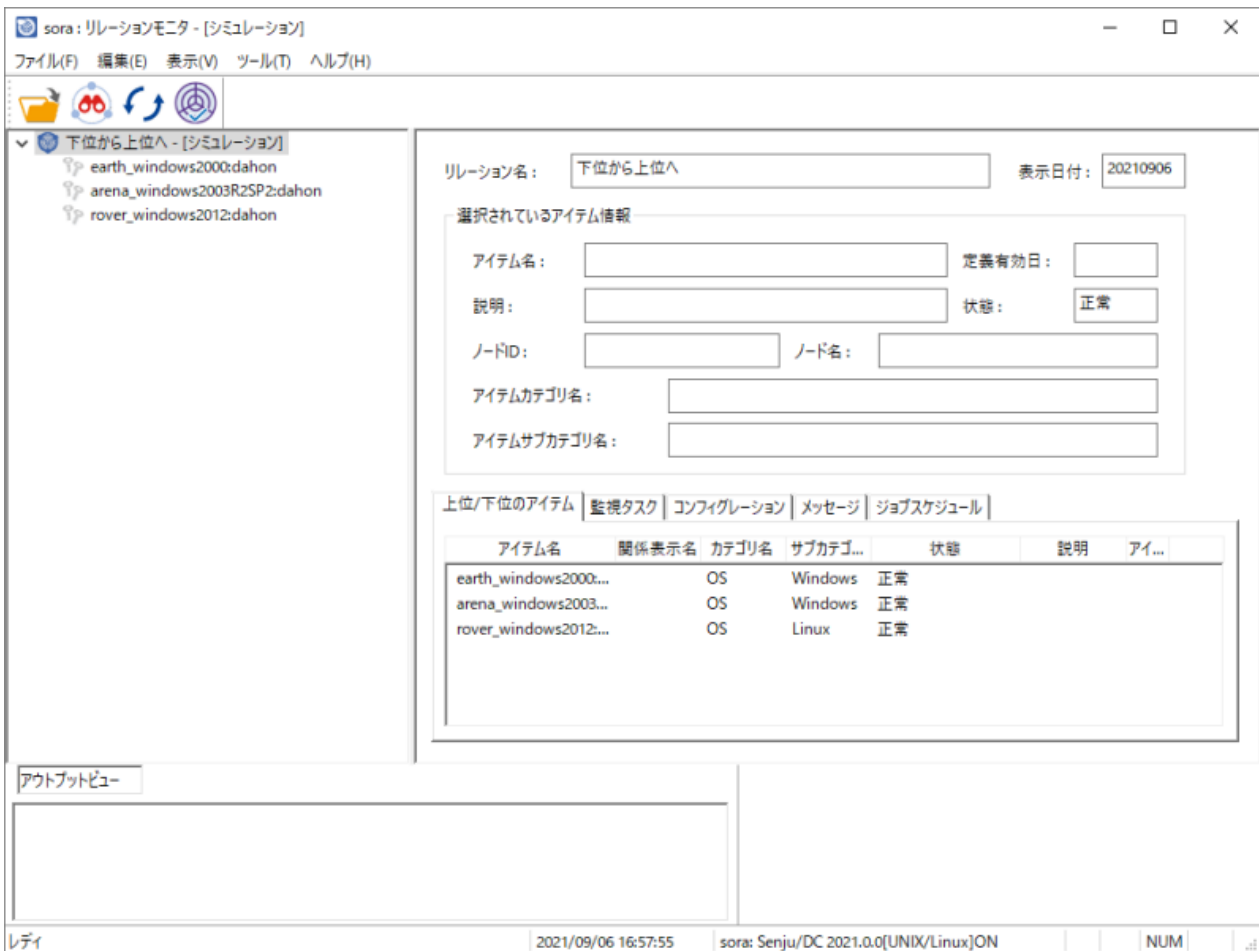 sora : リレーションモニタ - [シミュレーション]
ファイル(F) 編集(E) 表示(V) ツール(T) ヘルプ(H)
下位から上位へ - [シミュレーション]
earth_windows2000:dahon
arena_windows2003R2SP2:dahon
rover_windows2012:dahon
リレーション名 : 下位から上位へ 表示日付 : 20210906
選択されているアイテム情報
アイテム名 : 定義有効日 :
説明 : 状態 : 正常
ノードID : ノード名 :
アイテムカテゴリ名 :
アイテムサブカテゴリ名 :
上位/下位のアイテム 監視タスク コンフィグレーション メッセージ ジョブスケジュール
アイテム名 関係表示名 カテゴリ名 サブカテゴ... 状態 説明 アイ...
earth_windows2000:... OS Windows 正常
arena_windows2003... OS Windows 正常
rover_windows2012:... OS Linux 正常
アウトプットビュー
レディ 2021/09/06 16:57:55 sora: Senju/DC 2021.0.0[UNIX/Linux]ON NUM